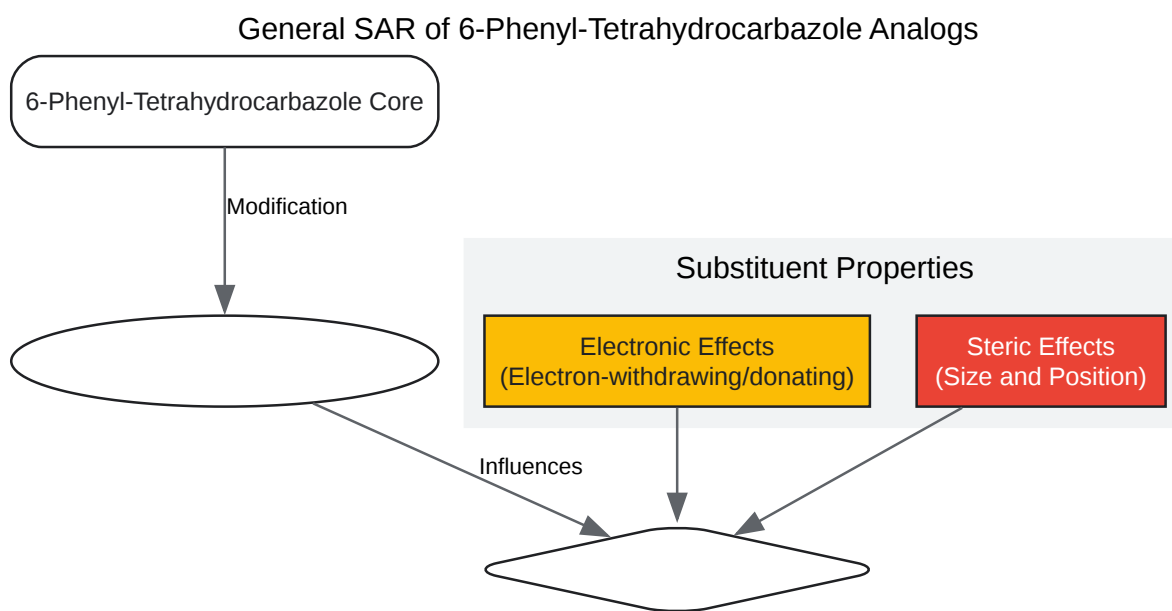 General SAR of 6-Phenyl-Tetrahydrocarbazole Analogs
6-Phenyl-Tetrahydrocarbazole Core
Modification
Substituent Properties
Electronic Effects
(Electron-withdrawing/donating)
Steric Effects
(Size and Position)
Influences